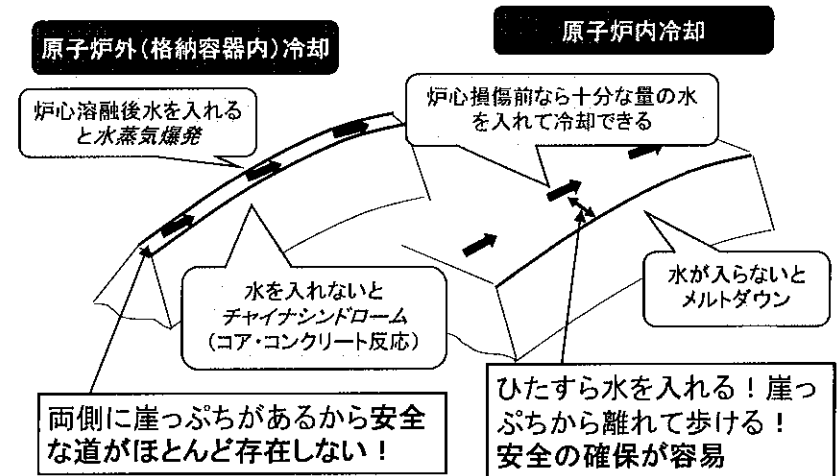 原子炉外(格納容器内)冷却
炉心溶融後水を入れる
と水蒸気爆発
水を入れないと
チャイナシンドローム
(コア・コンクリート反応)
両側に崖っぷちがあるから安全
な道がほとんど存在しない！
原子炉内冷却
炉心損傷前なら十分な量の水
を入れて冷却できる
水が入らないと
メルトダウン
ひたすら水を入れる！崖っ
ぷちから離れて歩ける！
安全の確保が容易